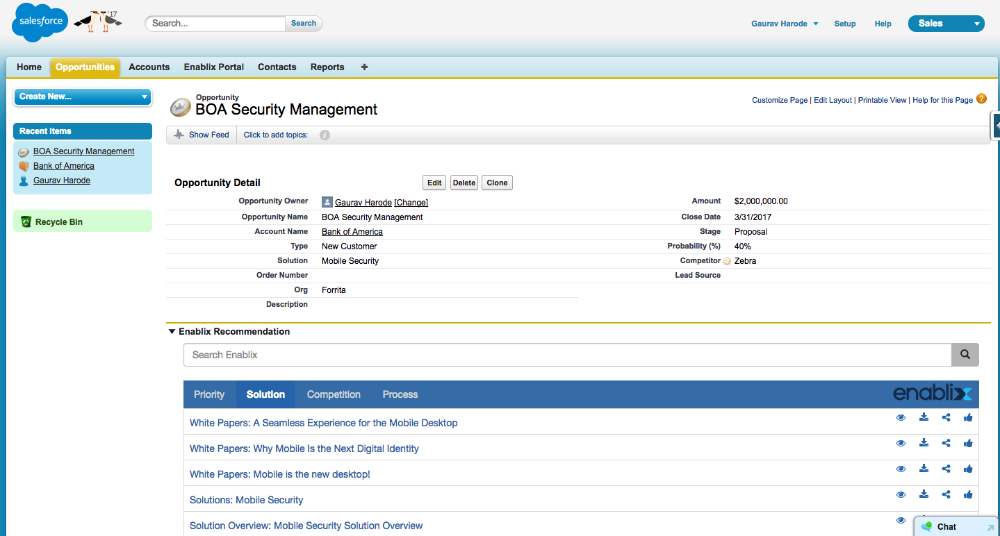 salesforce
'17
Search...
Search
Gaurav Harode
Setup
Help
Sales
Home
Opportunities
Accounts
Enablix Portal
Contacts
Reports
+
Create New...
Recent Items
BOA Security Management
Bank of America
Gaurav Harode
Recycle Bin
Opportunity
BOA Security Management
Customize Page | Edit Layout | Printable View | Help for this Page ?
Show Feed
Click to add topics:
i
Opportunity Detail
Edit
Delete
Clone
Opportunity Owner Gaurav Harode [Change]
Amount $2,000,000.00
Opportunity Name BOA Security Management
Close Date 3/31/2017
Account Name Bank of America
Stage Proposal
Type New Customer
Probability (%) 40%
Solution Mobile Security
Competitor ? Zebra
Order Number
Lead Source
Org Forrita
Description
Enablix Recommendation
Search Enablix
Priority
Solution
Competition
Process
enablix
White Papers: A Seamless Experience for the Mobile Desktop
White Papers: Why Mobile Is the Next Digital Identity
White Papers: Mobile is the new desktop!
Solutions: Mobile Security
Solution Overview: Mobile Security Solution Overview
Chat